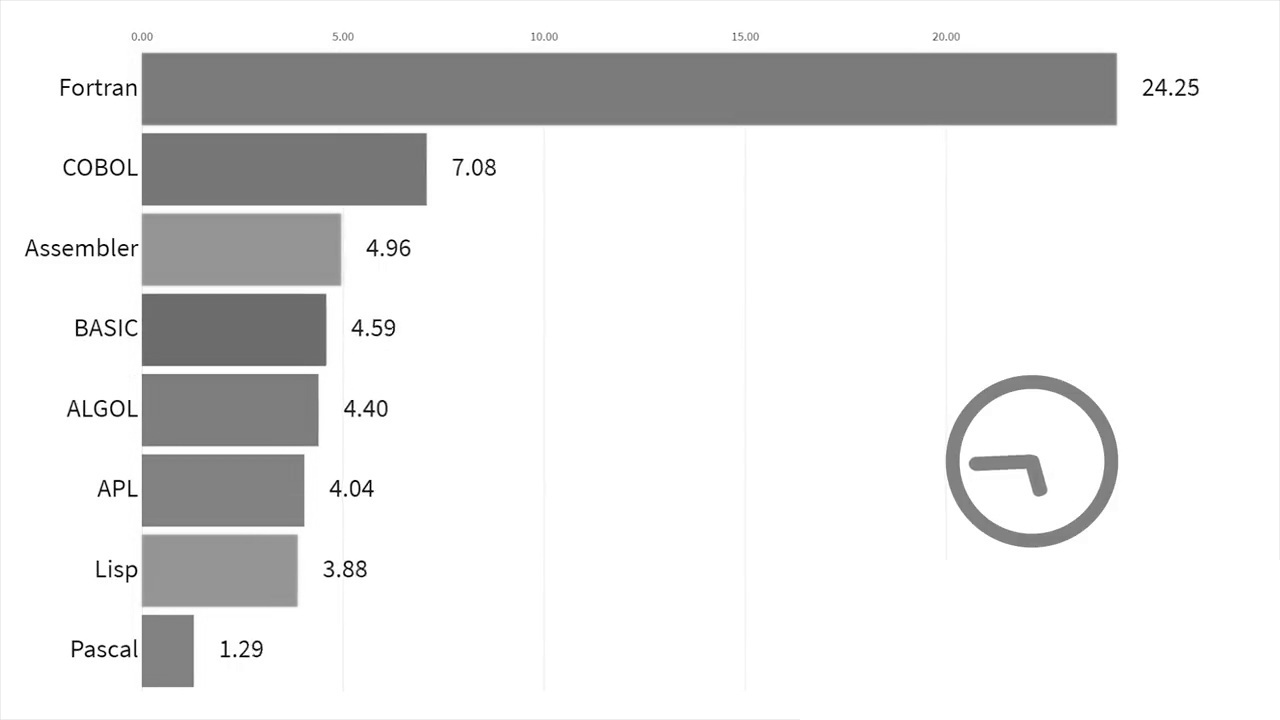 0.00 5.00 10.00 15.00 20.00
Fortran 24.25
COBOL 7.08
Assembler 4.96
BASIC 4.59
ALGOL 4.40
APL 4.04
Lisp 3.88
Pascal 1.29